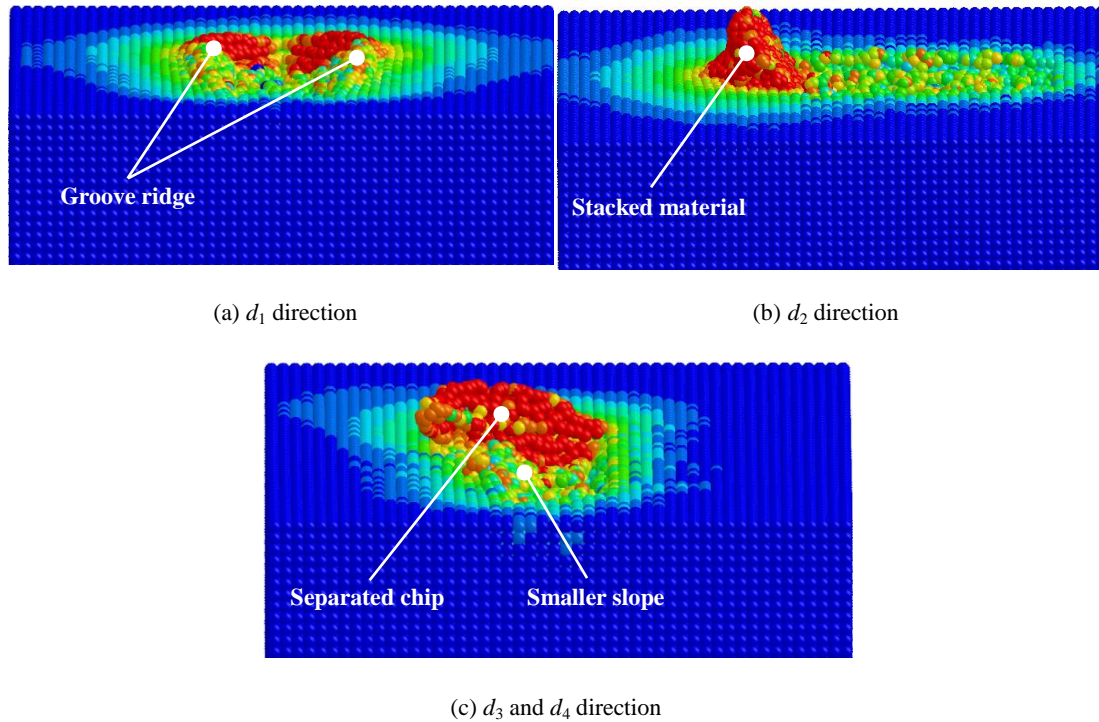 Groove ridge
Stacked material
(a) d₁ direction
(b) d₂ direction
Separated chip
Smaller slope
(c) d₃ and d₄ direction